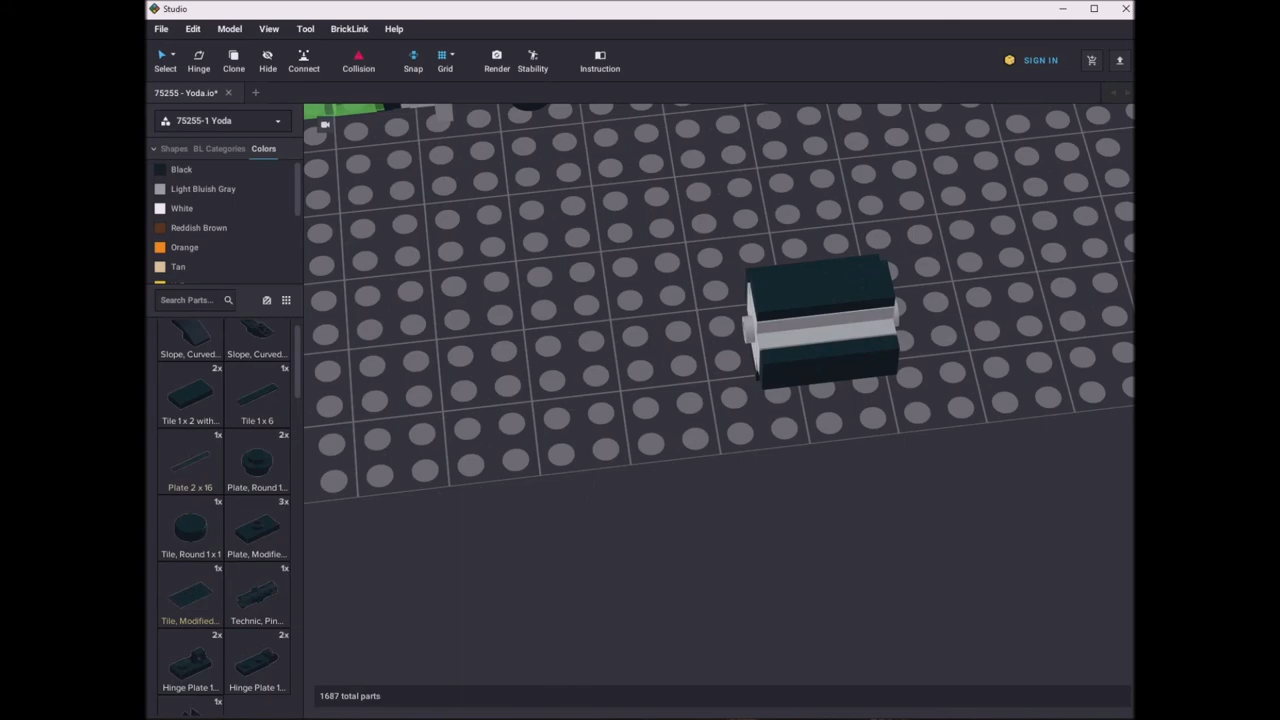 Studio
File Edit Model View Tool BrickLink Help
Select Hinge Clone Hide Connect Collision Snap Grid Render Stability Instruction SIGN IN
75255 - Yoda.io*
75255-1 Yoda
Shapes BL Categories Colors
Black
Light Bluish Gray
White
Reddish Brown
Orange
Tan
Search Parts...
Slope, Curved... Slope, Curved...
2x 1x
Tile 1 x 2 with... Tile 1 x 6
1x 2x
Plate 2 x 16 Plate, Round 1...
1x 3x
Tile, Round 1 x 1 Plate, Modifie...
1x 1x
Tile, Modified... Technic, Pin...
2x 2x
Hinge Plate 1... Hinge Plate 1...
1x
1687 total parts